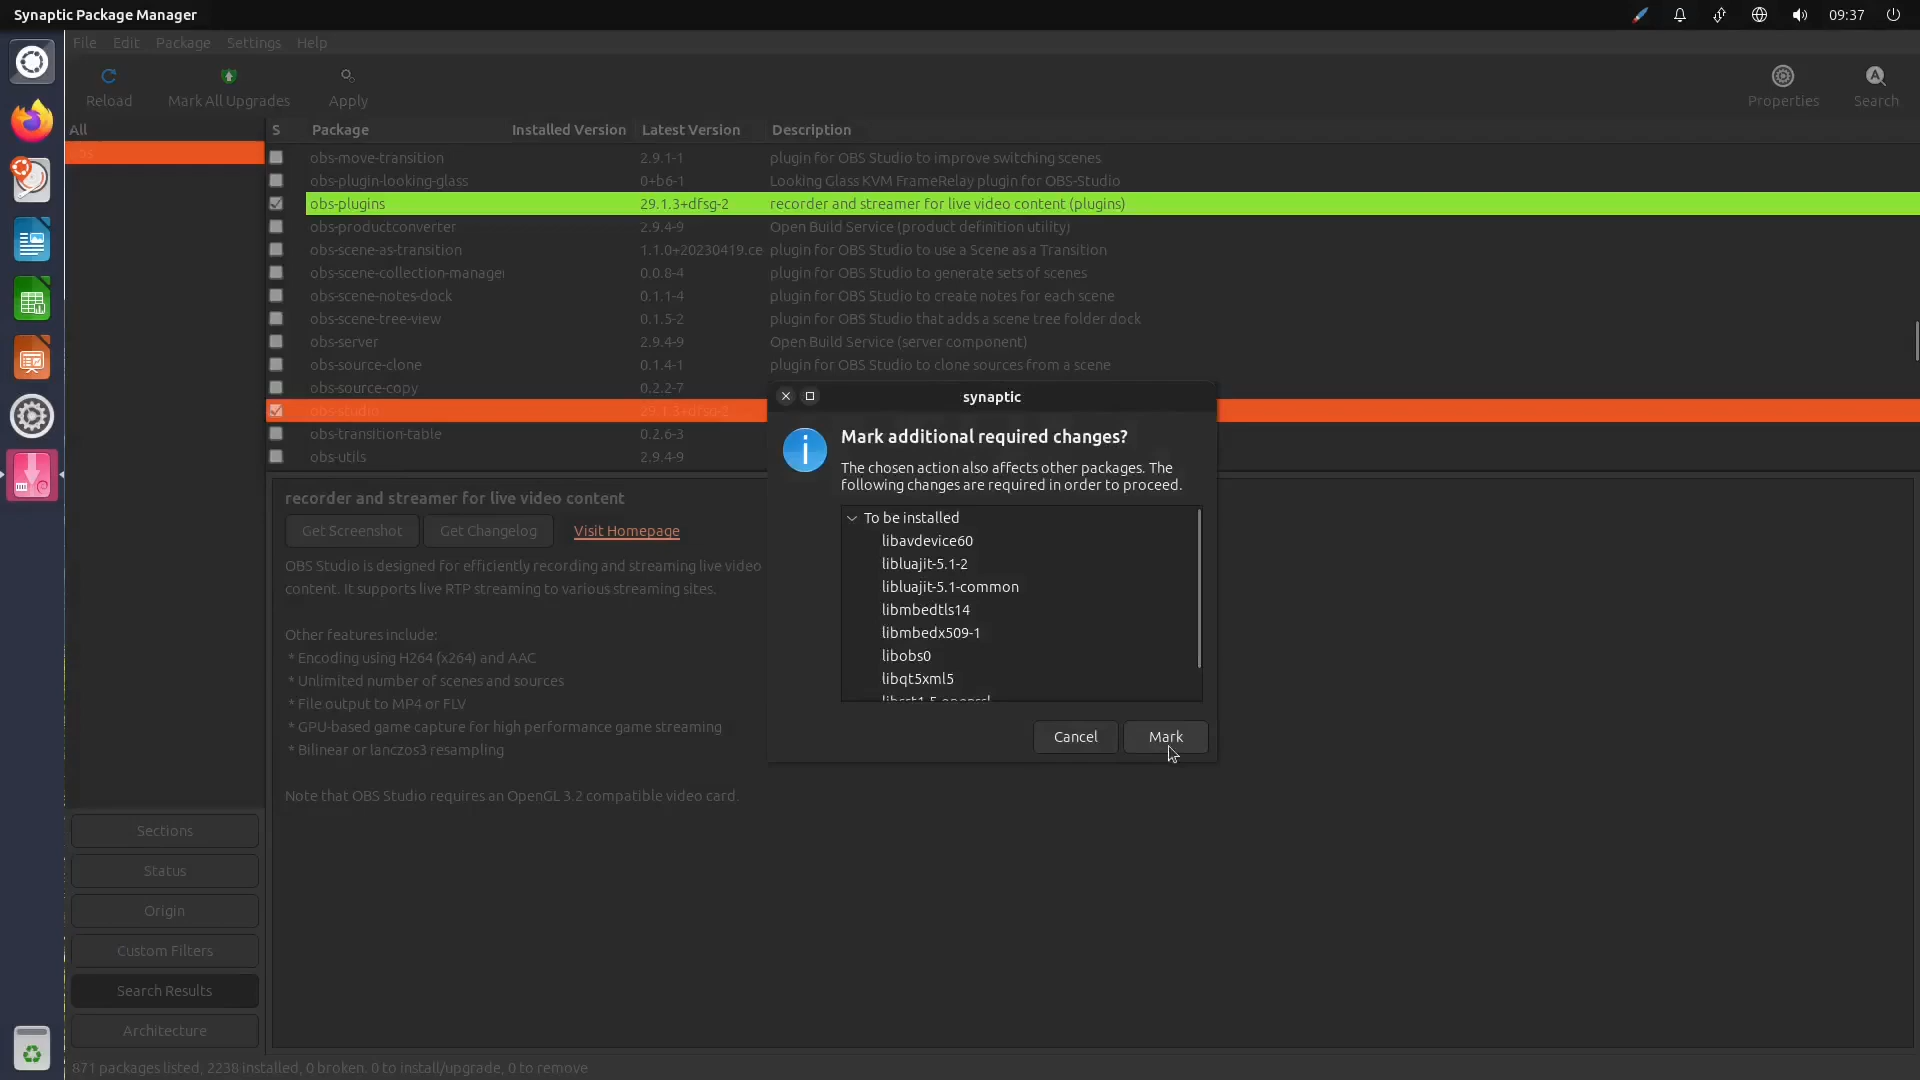 Synaptic Package Manager
09:37
File Edit Package Settings Help
Reload Mark All Upgrades Apply Properties Search
All
S Package Installed Version Latest Version Description
obs-move-transition 2.9.1-1 plugin for OBS Studio to improve switching scenes
obs-plugin-looking-glass 0+b6-1 Looking Glass KVM FrameRelay plugin for OBS-Studio
obs-plugins 29.1.3+dfsg-2 recorder and streamer for live video content (plugins)
obs-productconverter 2.9.4-9 Open Build Service (product definition utility)
obs-scene-as-transition 1.1.0+20230419.ce plugin for OBS Studio to use a Scene as a Transition
obs-scene-collection-manager 0.0.8-4 plugin for OBS Studio to generate sets of scenes
obs-scene-notes-dock 0.1.1-4 plugin for OBS Studio to create notes for each scene
obs-scene-tree-view 0.1.5-2 plugin for OBS Studio that adds a scene tree folder dock
obs-server 2.9.4-9 Open Build Service (server component)
obs-source-clone 0.1.4-1 plugin for OBS Studio to clone sources from a scene
obs-source-copy 0.2.2-7
obs-studio 29.1.3+dfsg-2
obs-transition-table 0.2.6-3
obs-utils 2.9.4-9
synaptic
Mark additional required changes?
The chosen action also affects other packages. The
following changes are required in order to proceed.
To be installed
libavdevice60
libluajit-5.1-2
libluajit-5.1-common
libmbedtls14
libmbedx509-1
libobs0
libqt5xml5
Cancel Mark
recorder and streamer for live video content
Get Screenshot Get Changelog Visit Homepage
OBS Studio is designed for efficiently recording and streaming live video
content. It supports live RTP streaming to various streaming sites.
Other features include:
* Encoding using H264 (x264) and AAC
* Unlimited number of scenes and sources
* File output to MP4 or FLV
* GPU-based game capture for high performance game streaming
* Bilinear or lanczos3 resampling
Note that OBS Studio requires an OpenGL 3.2 compatible video card.
Sections
Status
Origin
Custom Filters
Search Results
Architecture
871 packages listed, 2238 installed, 0 broken. 0 to install/upgrade, 0 to remove